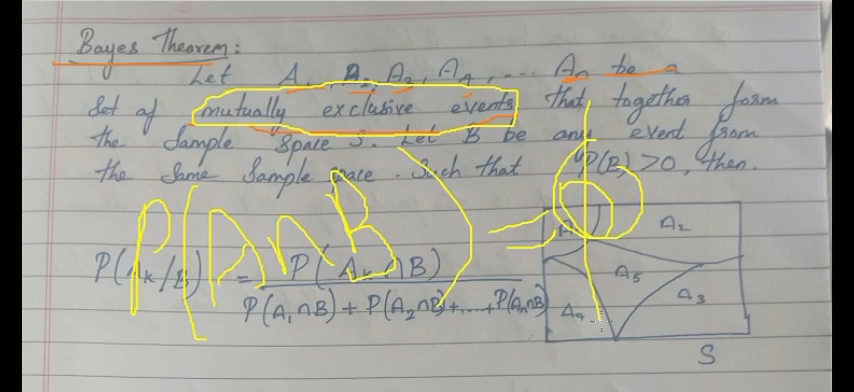 Bayes Theorem:
Let A₁, A₂, A₃, A₄, .... Aₙ be a
Set of mutually exclusive events that together form
the Sample Space S. Let B be any event from
the Same Sample space. Such that P(B) > 0, then.
P(A∩B) = φ
A₂
P(Aₖ/B) = P(Aₖ∩B)
P(A₁∩B) + P(A₂∩B) + .... + P(Aₙ∩B)
A₅
A₃
A₄
S